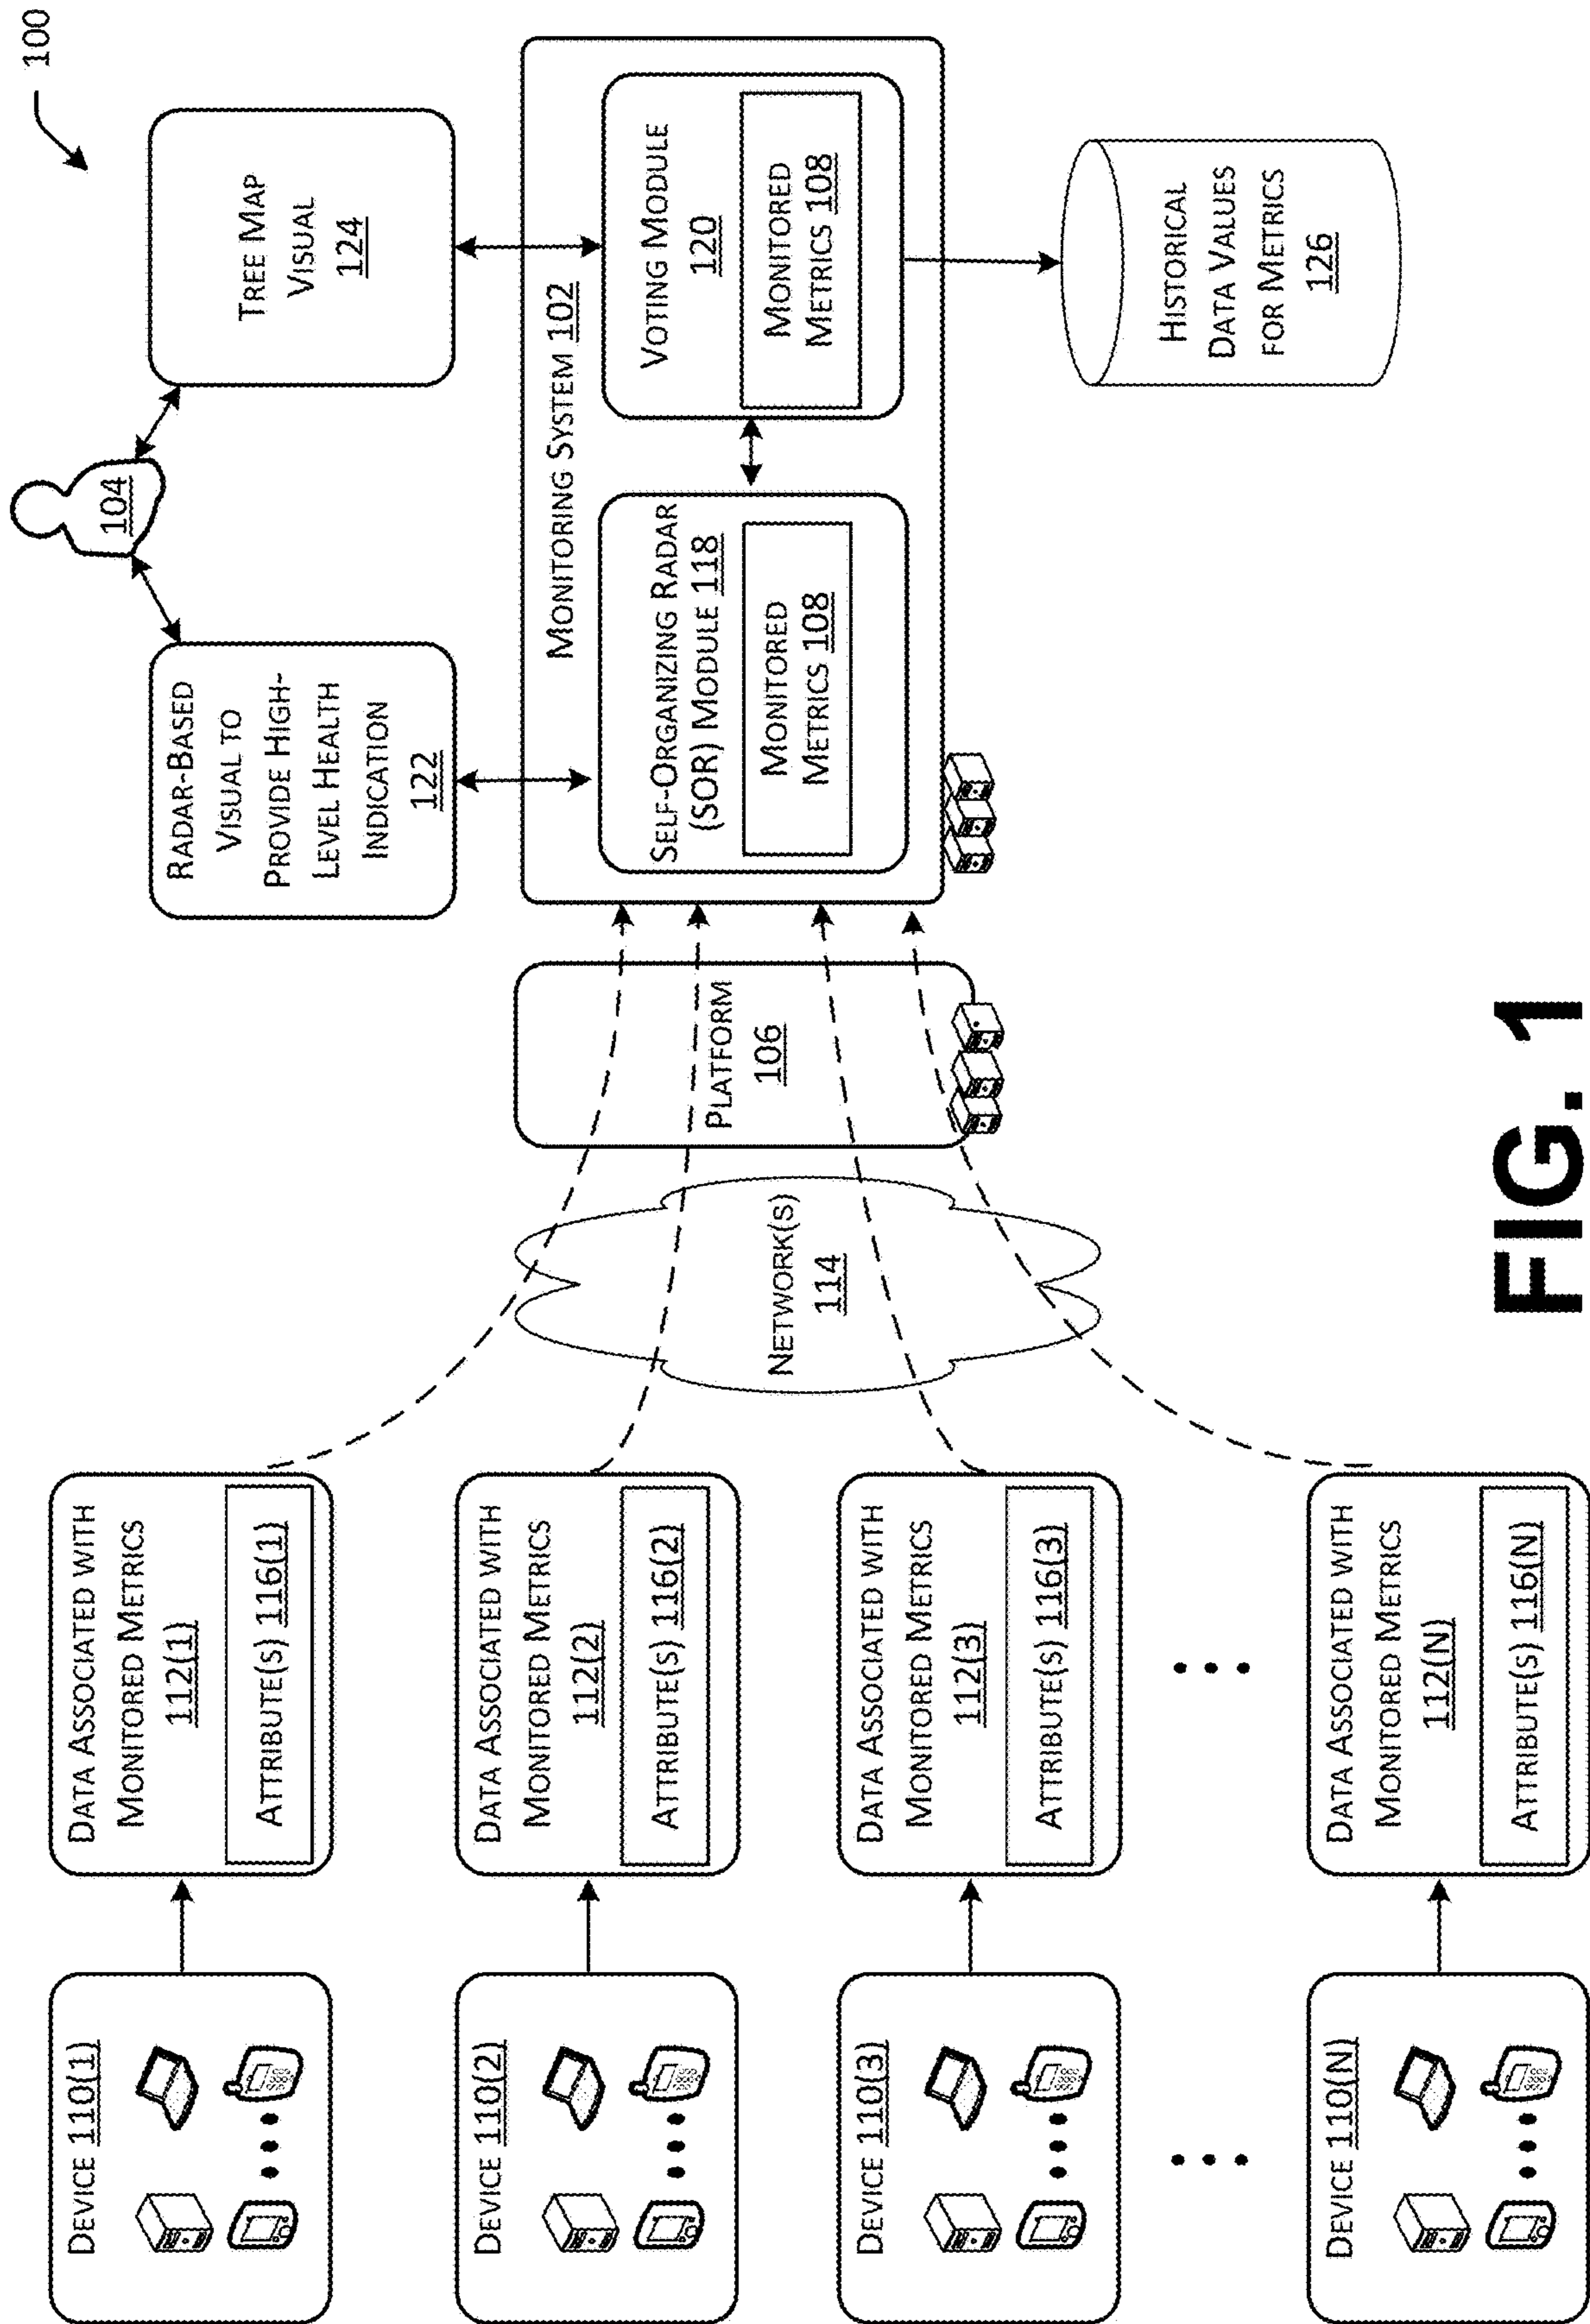 100
104
RADAR-BASED
VISUAL TO
PROVIDE HIGH-
LEVEL HEALTH
INDICATION
122
TREE MAP
VISUAL
124
MONITORING SYSTEM 102
SELF-ORGANIZING RADAR
(SOR) MODULE 118
MONITORED
METRICS 108
VOTING MODULE
120
MONITORED
METRICS 108
HISTORICAL
DATA VALUES
FOR METRICS
126
PLATFORM
106
NETWORK(S)
114
DEVICE 110(1)
DATA ASSOCIATED WITH
MONITORED METRICS
112(1)
ATTRIBUTE(S) 116(1)
DEVICE 110(2)
DATA ASSOCIATED WITH
MONITORED METRICS
112(2)
ATTRIBUTE(S) 116(2)
DEVICE 110(3)
DATA ASSOCIATED WITH
MONITORED METRICS
112(3)
ATTRIBUTE(S) 116(3)
DEVICE 110(N)
DATA ASSOCIATED WITH
MONITORED METRICS
112(N)
ATTRIBUTE(S) 116(N)
FIG. 1